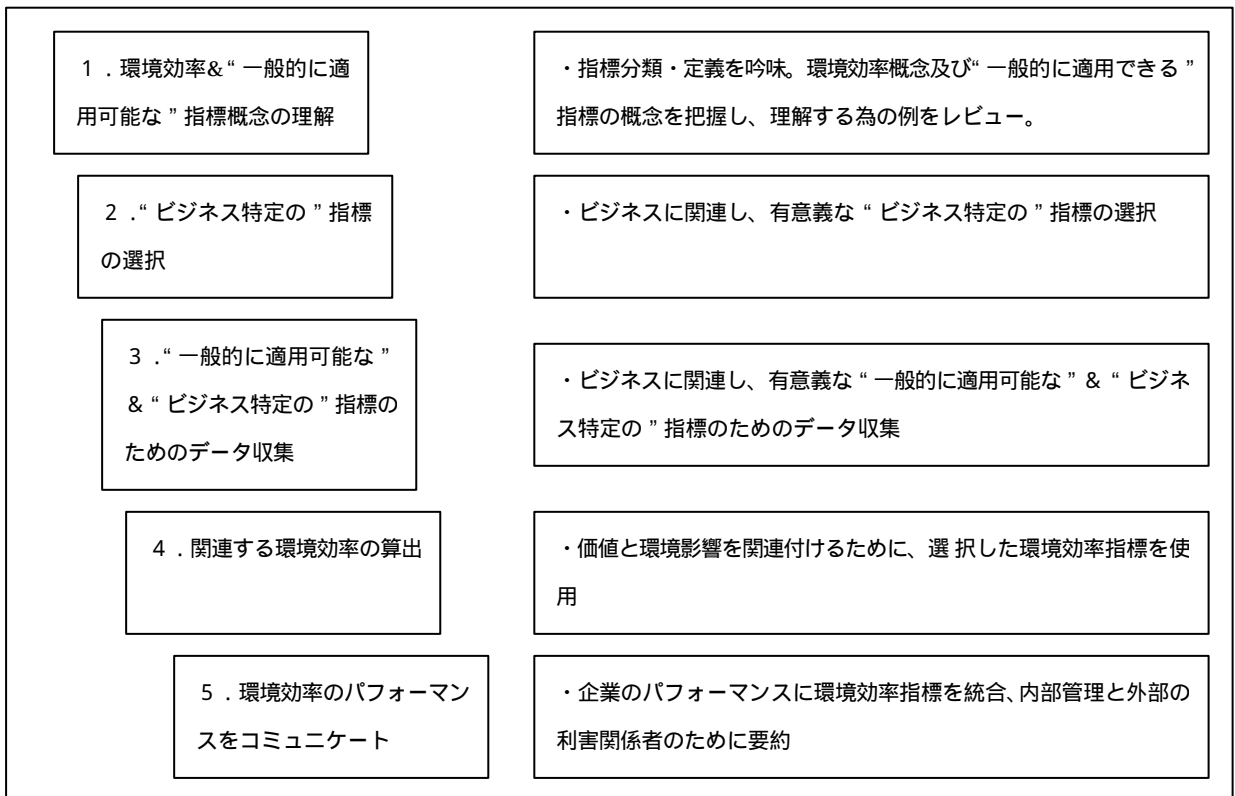 １．環境効率&“一般的に適
用可能な”指標概念の理解
・指標分類・定義を吟味。環境効率概念及び“一般的に適用できる”
指標の概念を把握し、理解する為の例をレビュー。
２．“ビジネス特定の”指標
の選択
・ビジネスに関連し、有意義な“ビジネス特定の”指標の選択
３．“一般的に適用可能な”
&“ビジネス特定の”指標の
ためのデータ収集
・ビジネスに関連し、有意義な“一般的に適用可能な”&“ビジネ
ス特定の”指標のためのデータ収集
４．関連する環境効率の算出
・価値と環境影響を関連付けるために、選択した環境効率指標を使
用
５．環境効率のパフォーマン
スをコミュニケート
・企業のパフォーマンスに環境効率指標を統合、内部管理と外部の
利害関係者のために要約